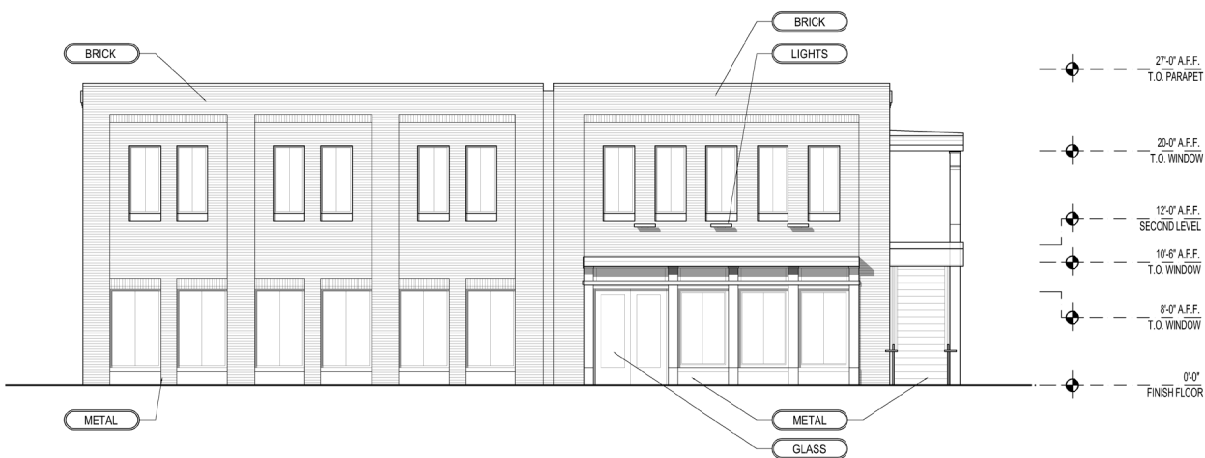 BRICK
LIGHTS
BRICK
27'-0" A.F.F.
T.O. PARAPET
20'-0" A.F.F.
T.O. WINDOW
12'-0" A.F.F.
SECOND LEVEL
10'-6" A.F.F.
T.O. WINDOW
8'-0" A.F.F.
T.O. WINDOW
0'-0"
FINISH FLOOR
METAL
METAL
GLASS